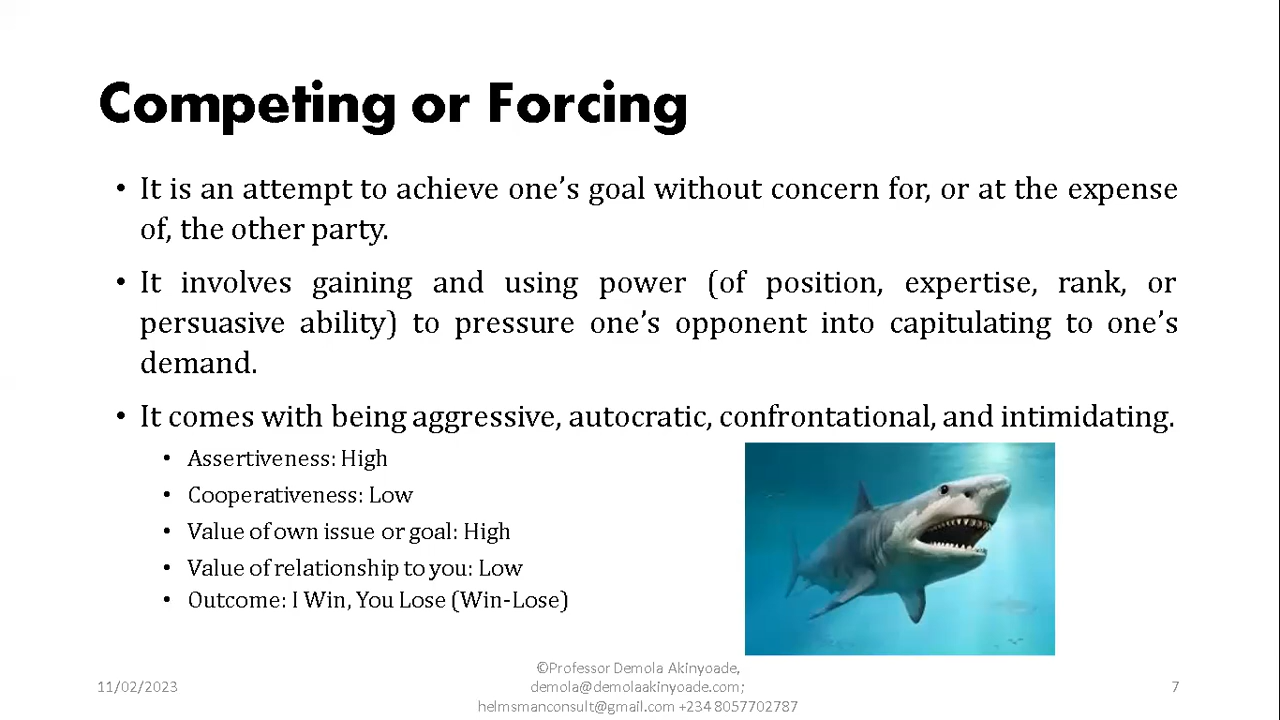 Competing or Forcing
• It is an attempt to achieve one's goal without concern for, or at the expense
of, the other party.
• It involves gaining and using power (of position, expertise, rank, or
persuasive ability) to pressure one's opponent into capitulating to one's
demand.
• It comes with being aggressive, autocratic, confrontational, and intimidating.
• Assertiveness: High
• Cooperativeness: Low
• Value of own issue or goal: High
• Value of relationship to you: Low
• Outcome: I Win, You Lose (Win-Lose)
11/02/2023
©Professor Demola Akinyoade,
demola@demolaakinyoade.com;
helmsmanconsult@gmail.com +234 8057702787
7